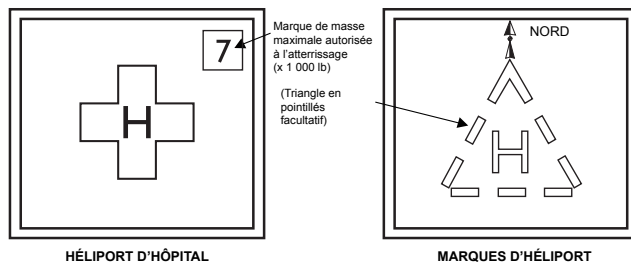 7
H
Marque de masse
maximale autorisée
à l'atterrissage
(x 1 000 lb)
(Triangle en
pointillés
facultatif)
NORD
H
HÉLIPORT D'HÔPITAL
MARQUES D'HÉLIPORT